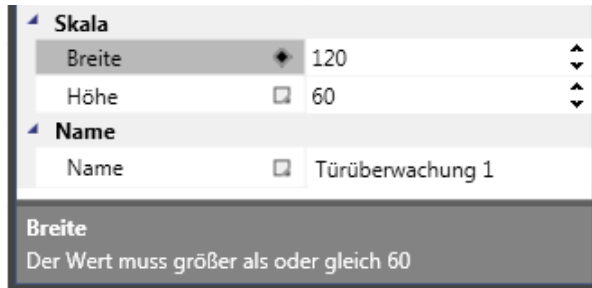 Skala
Breite 120
Höhe 60
Name
Name Türüberwachung 1
Breite
Der Wert muss größer als oder gleich 60